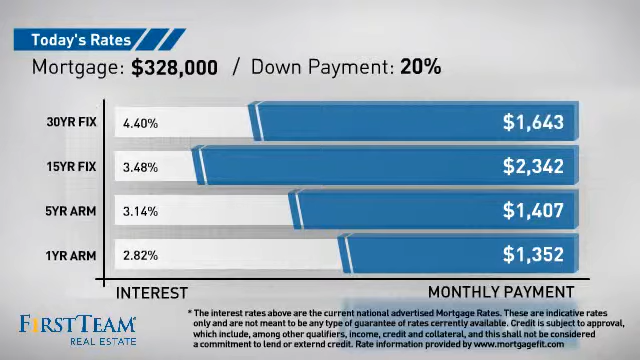 Today's Rates
Mortgage: $328,000 / Down Payment: 20%
30YR FIX 4.40% $1,643
15YR FIX 3.48% $2,342
5YR ARM 3.14% $1,407
1YR ARM 2.82% $1,352
INTEREST MONTHLY PAYMENT
* The interest rates above are the current national advertised Mortgage Rates. These are indicative rates
only and are not meant to be any type of guarantee of rates cerrently available. Credit is subject to approval,
which include, among other qualifiers, income, credit and collateral, and this shall not be considered
a commitment to lend or externd credit. Rate information provided by www.mortgagefit.com
FIRSTTEAM®
REAL ESTATE